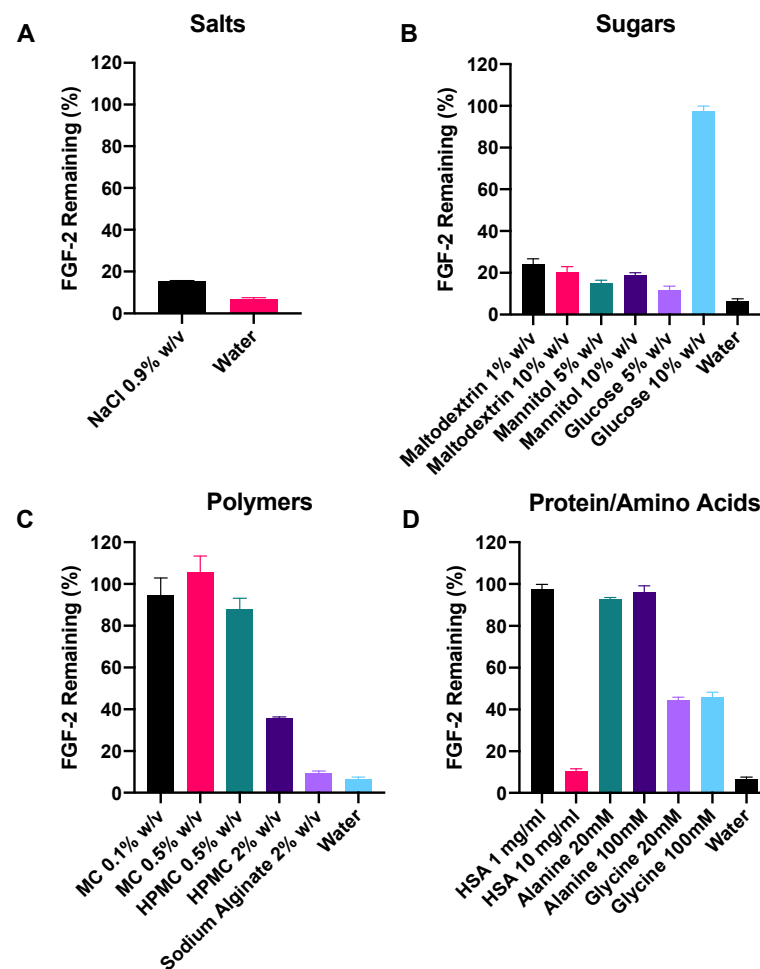 A
Salts
FGF-2 Remaining (%)
120
100
80
60
40
20
0
NaCl 0.9% w/v
Water
B
Sugars
FGF-2 Remaining (%)
120
100
80
60
40
20
0
Maltodextrin 1% w/v
Maltodextrin 10% w/v
Mannitol 5% w/v
Mannitol 10% w/v
Glucose 5% w/v
Glucose 10% w/v
Water
C
Polymers
FGF-2 Remaining (%)
120
100
80
60
40
20
0
MC 0.1% w/v
MC 0.5% w/v
HPMC 0.5% w/v
HPMC 2% w/v
Sodium Alginate 2% w/v
Water
D
Protein/Amino Acids
FGF-2 Remaining (%)
120
100
80
60
40
20
0
HSA 1 mg/ml
HSA 10 mg/ml
Alanine 20mM
Alanine 100mM
Glycine 20mM
Glycine 100mM
Water